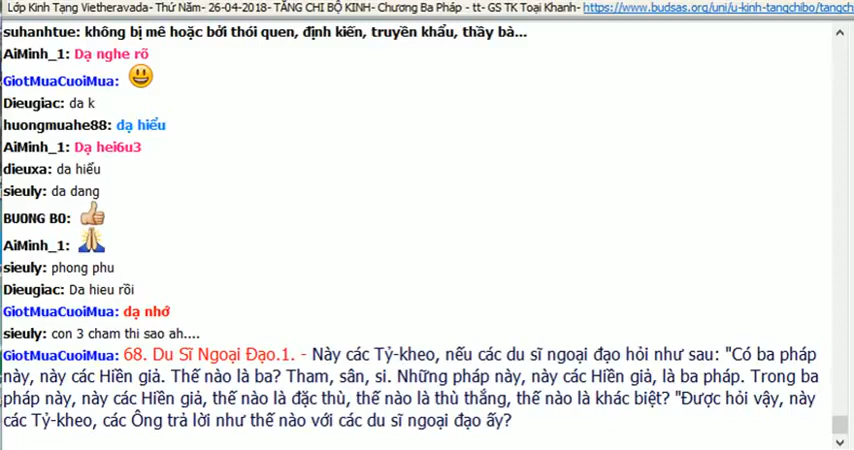 Lớp Kinh Tạng Vietheravada- Thứ Năm- 26-04-2018- TĂNG CHI BỘ KINH- Chương Ba Pháp - tt- GS TK Toại Khanh- https://www.budsas.org/uni/u-kinh-tangchibo/tangch
suhanhtue: không bị mê hoặc bởi thói quen, định kiến, truyền khẩu, thầy bà...
AiMinh_1: Dạ nghe rõ
GiotMuaCuoiMua:
Dieugiac: da k
huongmuahe88: dạ hiểu
AiMinh_1: Dạ hei6u3
dieuxa: da hiểu
sieuly: da dang
BUONG BO:
AiMinh_1:
sieuly: phong phu
Dieugiac: Da hieu rồi
GiotMuaCuoiMua: dạ nhớ
sieuly: con 3 cham thi sao ah....
GiotMuaCuoiMua: 68. Du Sĩ Ngoại Đạo.1. - Này các Tỷ-kheo, nếu các du sĩ ngoại đạo hỏi như sau: "Có ba pháp
này, này các Hiền giả. Thế nào là ba? Tham, sân, si. Những pháp này, này các Hiền giả, là ba pháp. Trong ba
pháp này, này các Hiền giả, thế nào là đặc thù, thế nào là thù thắng, thế nào là khác biệt? "Được hỏi vậy, này
các Tỷ-kheo, các Ông trả lời như thế nào với các du sĩ ngoại đạo ấy?